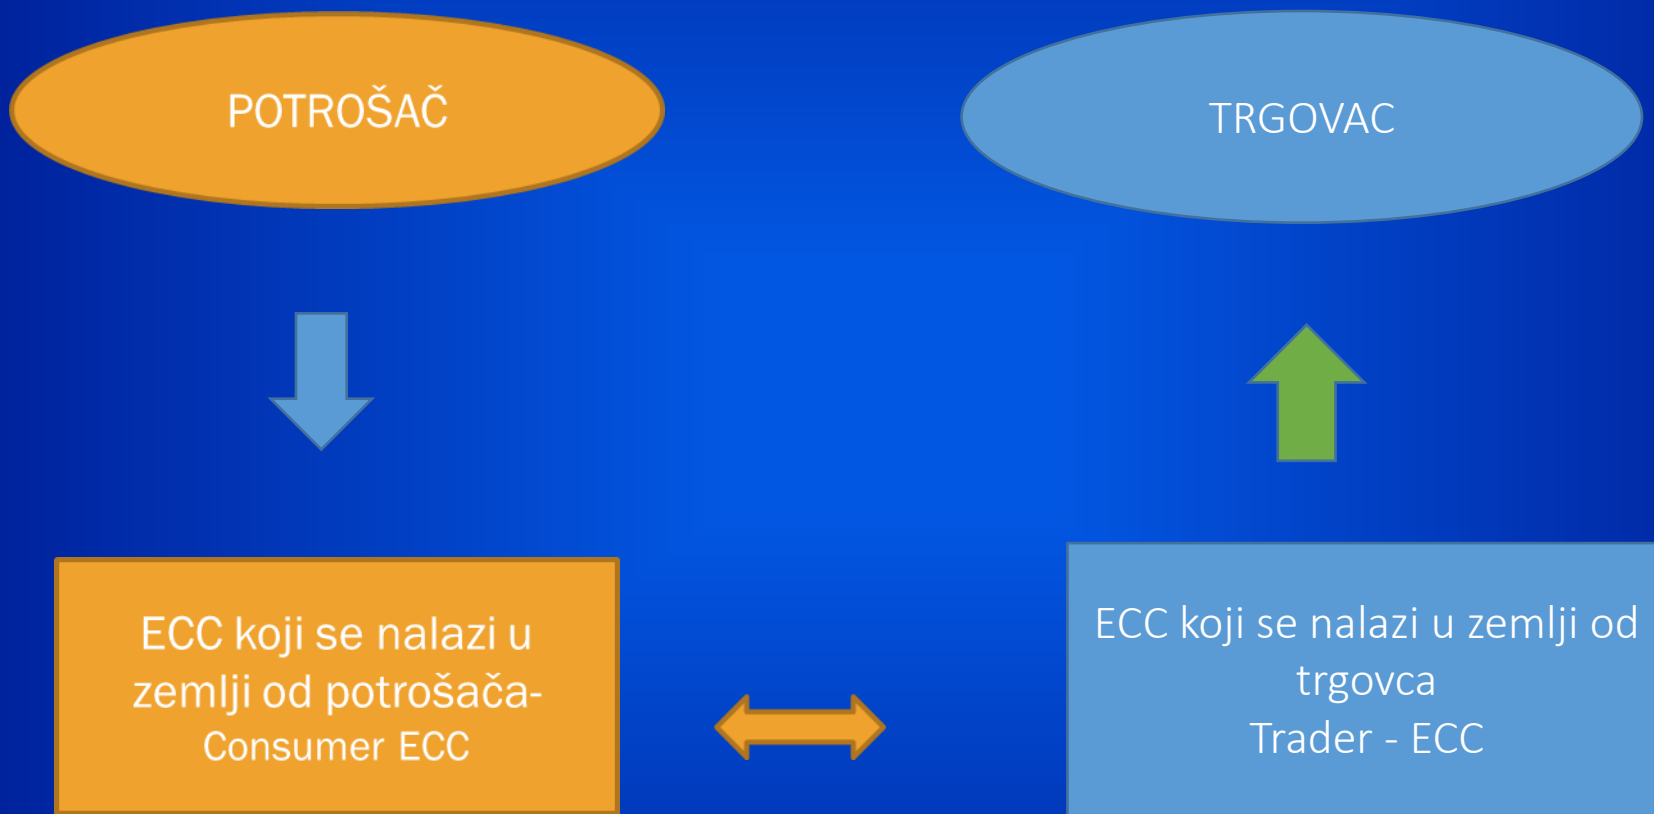 POTROŠAČ
TRGOVAC
ECC koji se nalazi u
zemlji od potrošača-
Consumer ECC
ECC koji se nalazi u zemlji od
trgovca
Trader - ECC